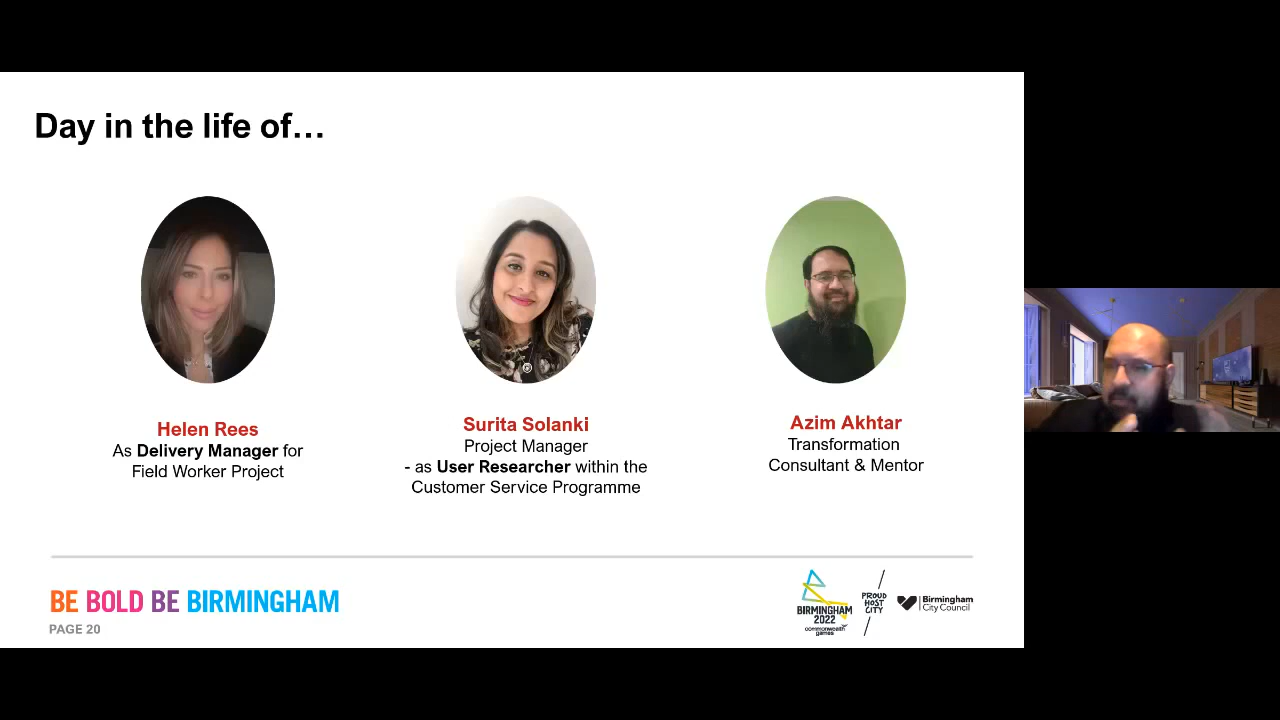 Day in the life of…
Helen Rees
As Delivery Manager for
Field Worker Project
Surita Solanki
Project Manager
- as User Researcher within the
Customer Service Programme
Azim Akhtar
Transformation
Consultant & Mentor
BE BOLD BE BIRMINGHAM
PAGE 20
BIRMINGHAM
2022
commonwealth
games
PROUD
HOST
CITY
Birmingham
City Council